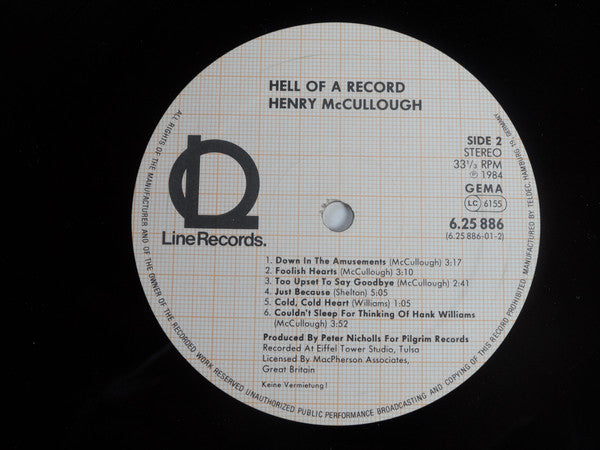 HELL OF A RECORD
HENRY McCULLOUGH
SIDE 2
STEREO
33 1/3 RPM
℗ 1984
GEMA
LC 6155
6.25 886
(6.25 886-01-2)
LineRecords.
1. Down In The Amusements (McCullough) 3:17
2. Foolish Hearts (McCullough) 3:10
3. Too Upset To Say Goodbye (McCullough) 2:41
4. Just Because (Shelton) 5:05
5. Cold, Cold Heart (Williams) 1:05
6. Couldn't Sleep For Thinking Of Hank Williams
(McCullough) 3:52
Produced By Peter Nicholls For Pilgrim Records
Recorded At Eiffel Tower Studio, Tulsa
Licensed By MacPherson Associates,
Great Britain
Keine Vermietung!
ALL RIGHTS OF THE MANUFACTURER AND OF THE OWNER OF THE RECORDED WORK RESERVED UNAUTHORIZED PUBLIC PERFORMANCE BROADCASTING AND COPYING OF THIS RECORD PROHIBITED. MANUFACTURED BY TELDEC, HAMBURG, GERMANY